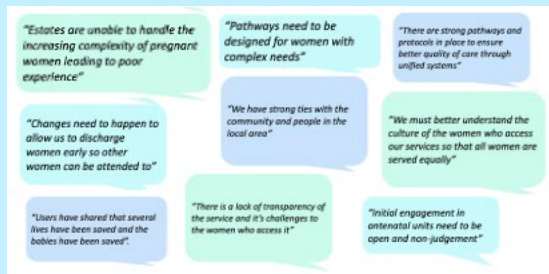 "Estates are unable to handle the
increasing complexity of pregnant
women leading to poor
experience"
"Pathways need to be
designed for women with
complex needs"
"There are strong pathways and
protocols in place to ensure
better quality of care through
unified systems"
"Changes need to happen to
allow us to discharge
women early so other
women can be attended to"
"We have strong ties with the
community and people in the
local area"
"We must better understand the
culture of the women who access
our services so that all women are
served equally"
"Users have shared that several
lives have been saved and the
babies have been saved".
"There is a lack of transparency of
the service and it's challenges to
the women who access it"
"Initial engagement in
antenatal units need to be
open and non-judgement"